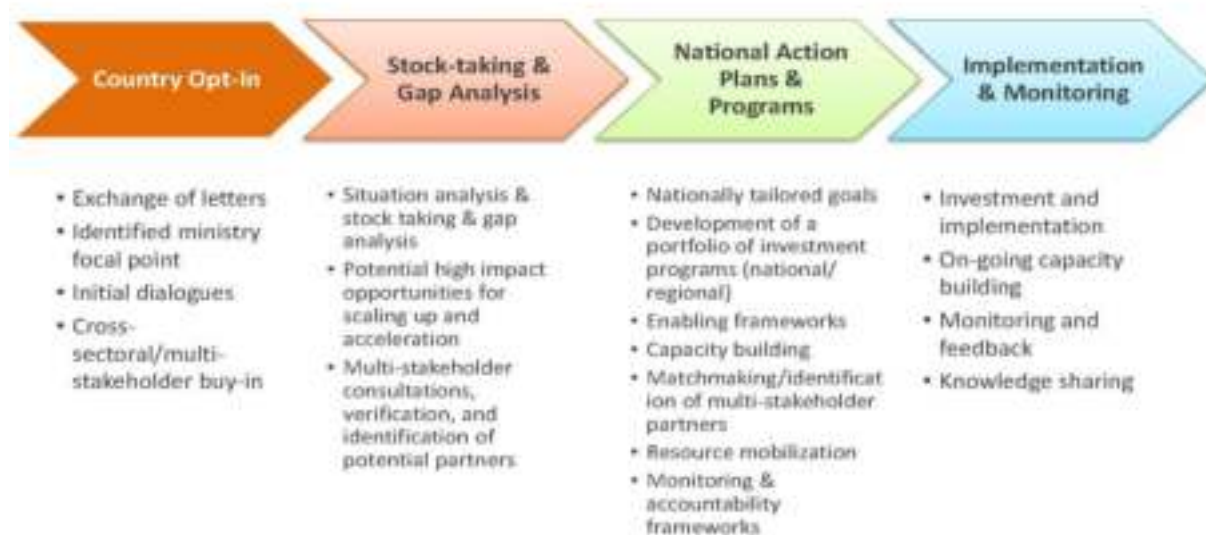 Country Opt-In
Stock-taking &
Gap Analysis
National Action
Plans &
Programs
Implementation
& Monitoring
• Exchange of letters
• Identified ministry
focal point
• Initial dialogues
• Cross-
sectoral/multi-
stakeholder buy-in
• Situation analysis &
stock taking & gap
analysis
• Potential high impact
opportunities for
scaling up and
acceleration
• Multi-stakeholder
consultations,
verification, and
identification of
potential partners
• Nationally tailored goals
• Development of a
portfolio of investment
programs (national/
regional)
• Enabling frameworks
• Capacity building
• Matchmaking/identificat
ion of multi-stakeholder
partners
• Resource mobilization
• Monitoring &
accountability
frameworks
• Investment and
implementation
• On-going capacity
building
• Monitoring and
feedback
• Knowledge sharing